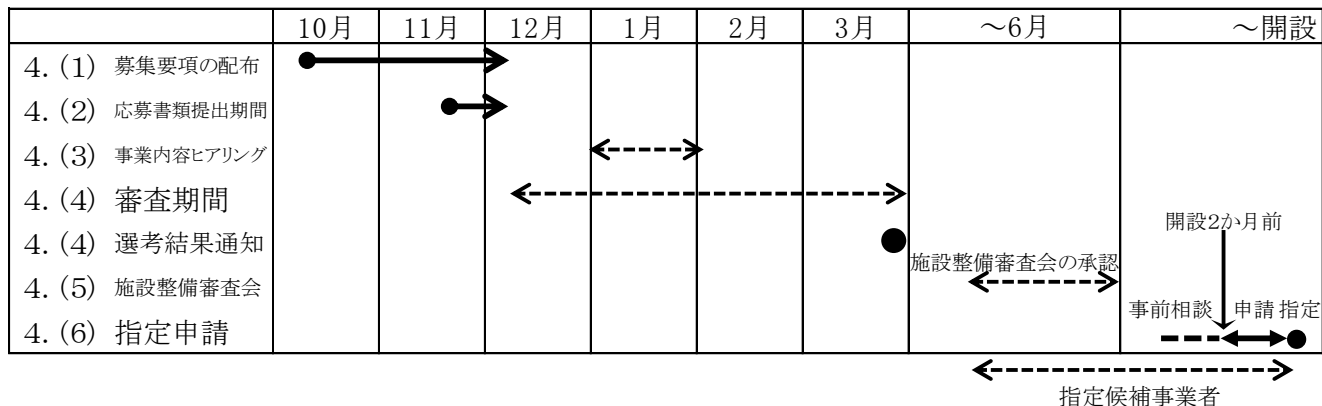 10月 11月 12月 1月 2月 3月 ～6月 ～開設
4.(1) 募集要項の配布
4.(2) 応募書類提出期間
4.(3) 事業内容ヒアリング
4.(4) 審査期間
開設2か月前
4.(4) 選考結果通知
施設整備審査会の承認
4.(5) 施設整備審査会
事前相談 申請 指定
4.(6) 指定申請
指定候補事業者